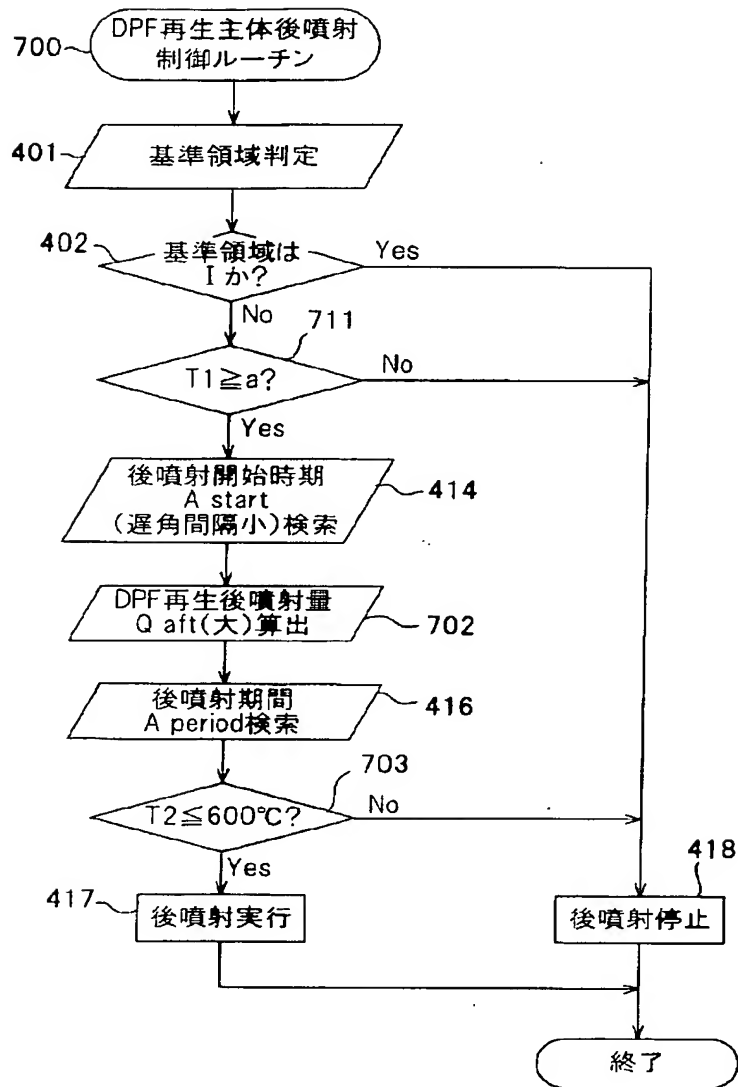 DPF再生主体後噴射
制御ルーチン
700
401
基準領域判定
402
基準領域は
I か?
Yes
No
711
T1≧a?
No
Yes
後噴射開始時期
A start
(遅角間隔小)検索
414
DPF再生後噴射量
Q aft(大)算出
702
後噴射期間
A period検索
416
703
T2≦600℃?
No
Yes
417
後噴射実行
418
後噴射停止
終了